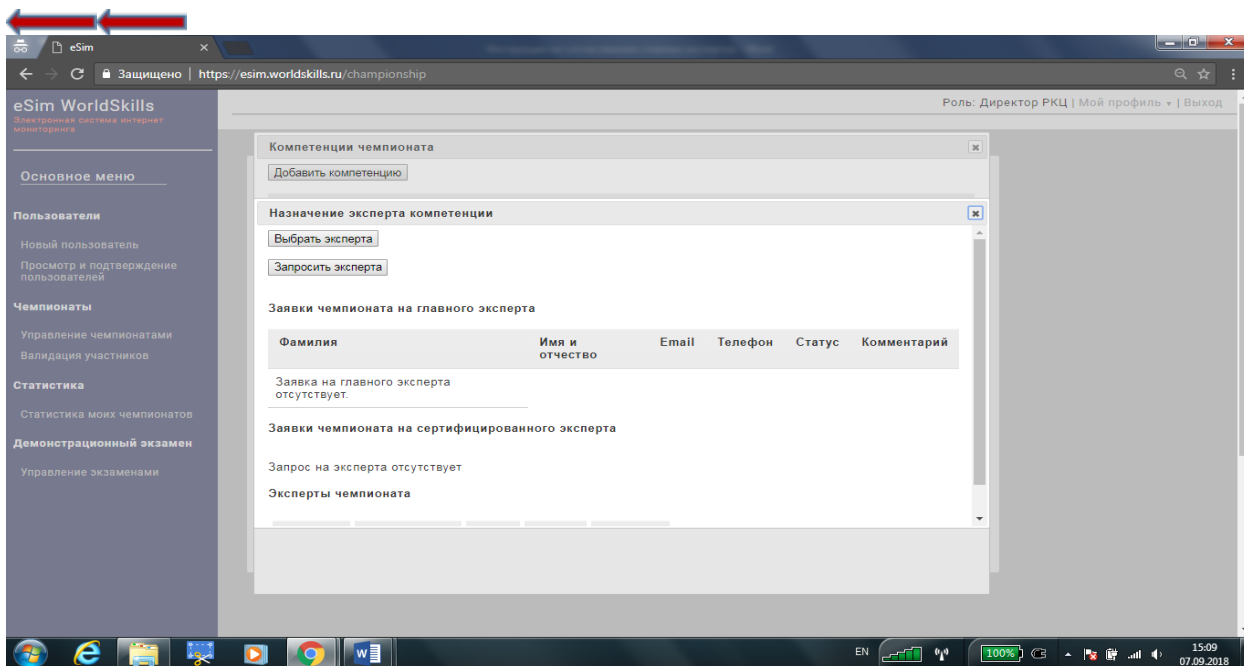 eSim
Защищено | https://esim.worldskills.ru/championship
eSim WorldSkills
Электронная система интернет
мониторинга
Роль: Директор РКЦ | Мой профиль | Выход
Основное меню
Пользователи
Новый пользователь
Просмотр и подтверждение
пользователей
Чемпионаты
Управление чемпионатами
Валидация участников
Статистика
Статистика моих чемпионатов
Демонстрационный экзамен
Управление экзаменами
Компетенции чемпионата
Добавить компетенцию
Назначение эксперта компетенции
Выбрать эксперта
Запросить эксперта
Заявки чемпионата на главного эксперта
Фамилия Имя и отчество Email Телефон Статус Комментарий
Заявка на главного эксперта
отсутствует.
Заявки чемпионата на сертифицированного эксперта
Запрос на эксперта отсутствует
Эксперты чемпионата
EN 100% 15:09
07.09.2018